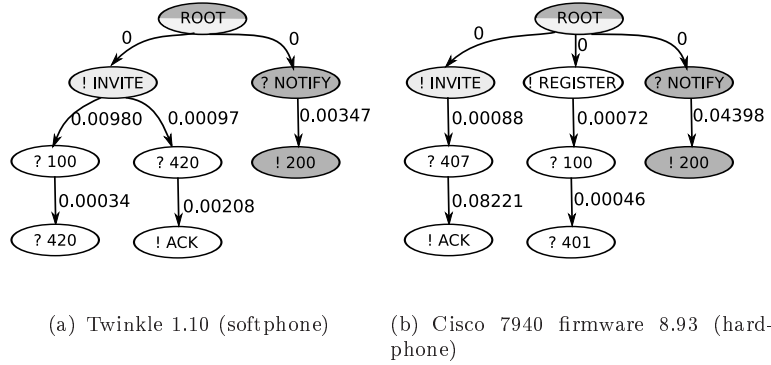 ROOT
0
0
! INVITE
? NOTIFY
0.00980
0.00097
0.00347
? 100
? 420
! 200
0.00034
0.00208
? 420
! ACK
(a) Twinkle 1.10 (softphone)
ROOT
0
0
0
! INVITE
! REGISTER
? NOTIFY
0.00088
0.00072
0.04398
? 407
? 100
! 200
0.08221
0.00046
! ACK
? 401
(b) Cisco 7940 firmware 8.93 (hard-
phone)